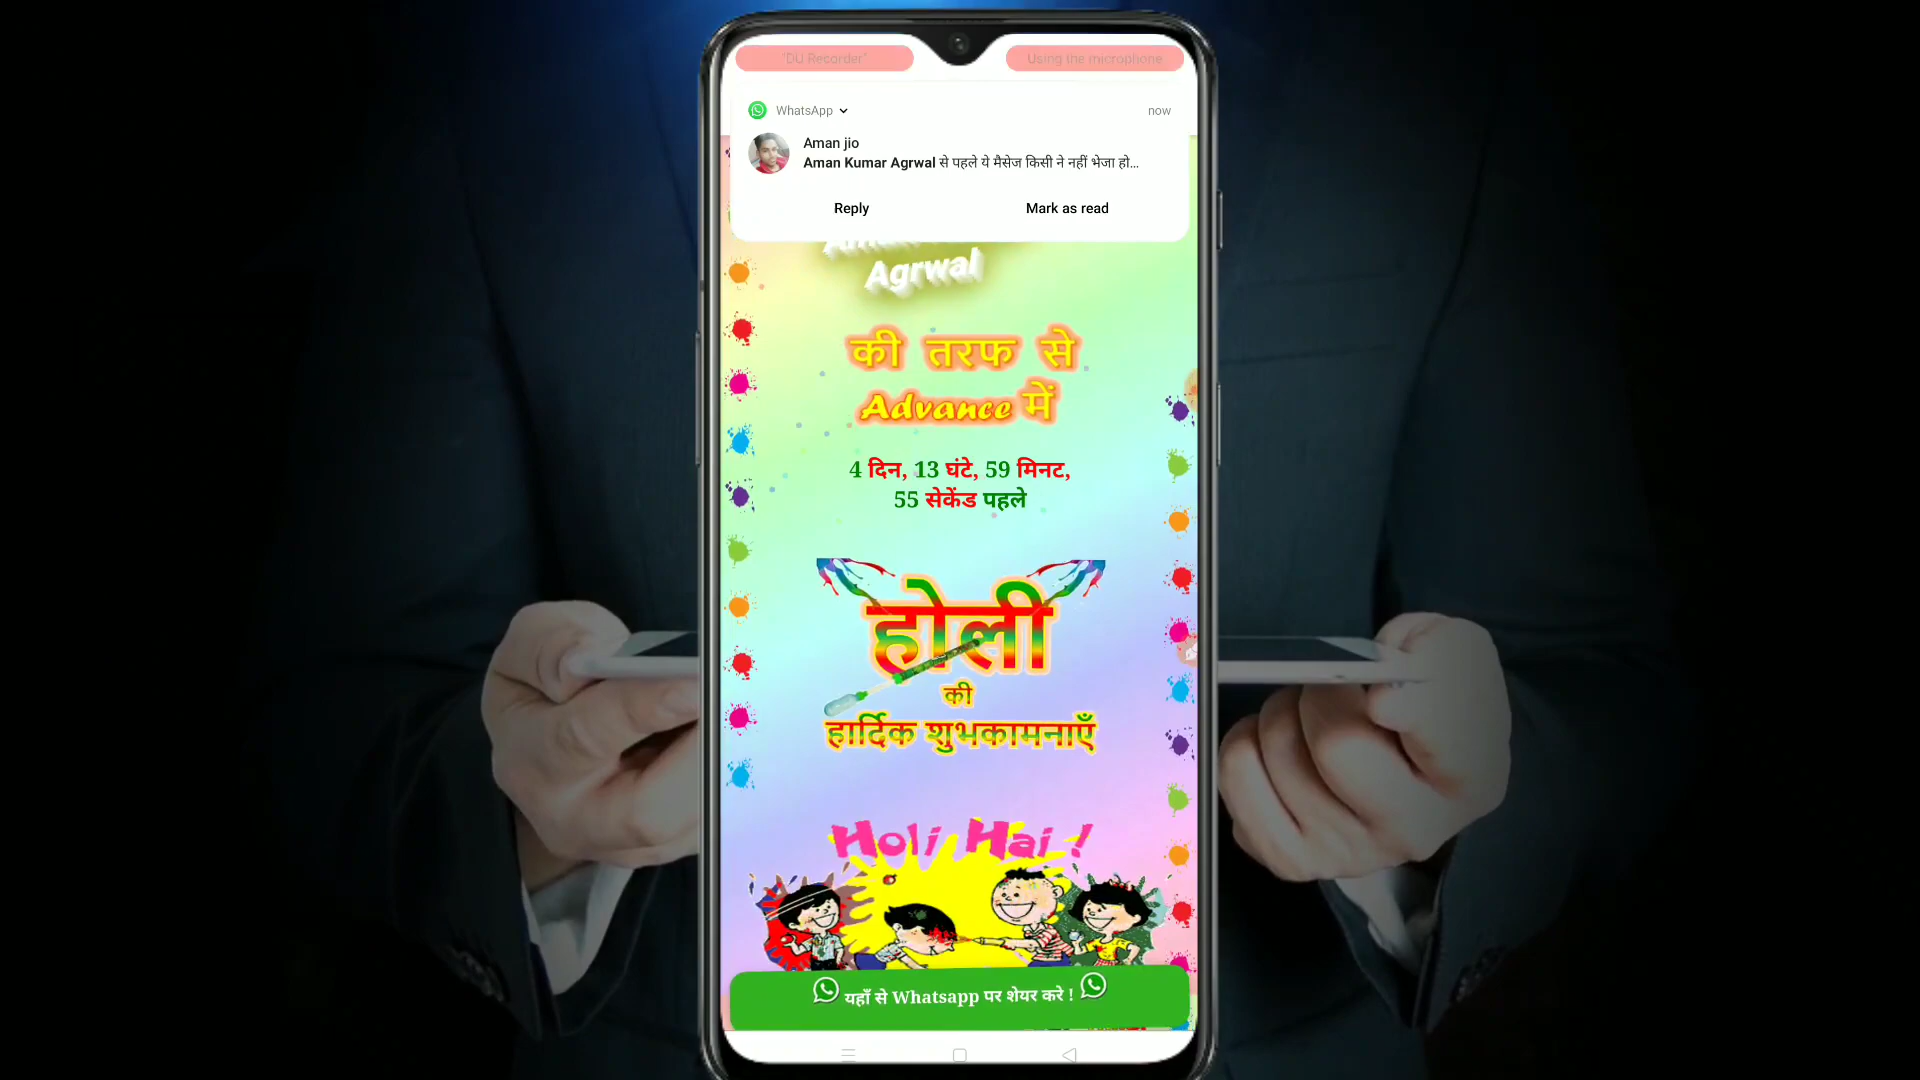 "DU Recorder"
Using the microphone
WhatsApp
now
Aman jio
Aman Kumar Agrwal से पहले ये मैसेज किसी ने नहीं भेजा हो...
Reply
Mark as read
Agrwal
की तरफ से
Advance में
4 दिन, 13 घंटे, 59 मिनट,
55 सेकेंड पहले
होली
की
हार्दिक शुभकामनाएँ
Holi Hai !
यहाँ से Whatsapp पर शेयर करे !